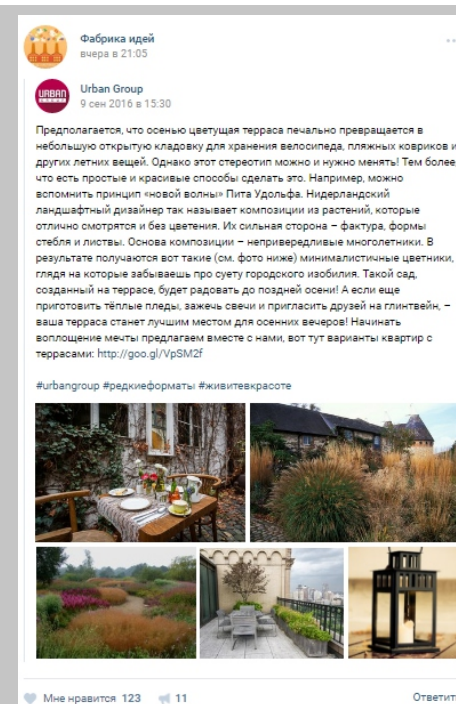 Фабрика идей
вчера в 21:05
URBAN
Urban Group
9 сен 2016 в 15:30
Предполагается, что осенью цветущая терраса печально превращается в
небольшую открытую кладовку для хранения велосипеда, пляжных ковриков и
других летних вещей. Однако этот стереотип можно и нужно менять! Тем более,
что есть простые и красивые способы сделать это. Например, можно
вспомнить принцип «новой волны» Пита Удольфа. Нидерландский
ландшафтный дизайнер так называет композиции из растений, которые
отлично смотрятся и без цветения. Их сильная сторона – фактура, формы
стебля и листвы. Основа композиции – непривередливые многолетники. В
результате получаются вот такие (см. фото ниже) минималистичные цветники,
глядя на которые забываешь про суету городского изобилия. Такой сад,
созданный на террасе, будет радовать до поздней осени! А если еще
приготовить тёплые пледы, зажечь свечи и пригласить друзей на глинтвейн, –
ваша терраса станет лучшим местом для осенних вечеров! Начинать
воплощение мечты предлагаем вместе с нами, вот тут варианты квартир с
террасами: http://goo.gl/VpSM2f
#urbangroup #редкиеформаты #живитевкрасоте
Мне нравится 123 11
Ответить